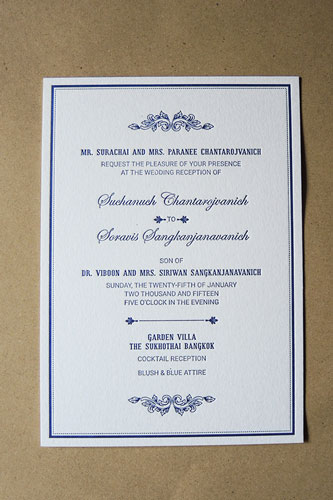 MR. SURACHAI AND MRS. PARANEE CHANTAROJVANICH
REQUEST THE PLEASURE OF YOUR PRESENCE
AT THE WEDDING RECEPTION OF
Suchanuch Chantarojvanich
TO
Soravis Sangkanjanavanich
SON OF
DR. VIBOON AND MRS. SIRIWAN SANGKANJANAVANICH
SUNDAY, THE TWENTY-FIFTH OF JANUARY
TWO THOUSAND AND FIFTEEN
FIVE O'CLOCK IN THE EVENING
GARDEN VILLA
THE SUKHOTHAI BANGKOK
COCKTAIL RECEPTION
BLUSH & BLUE ATTIRE